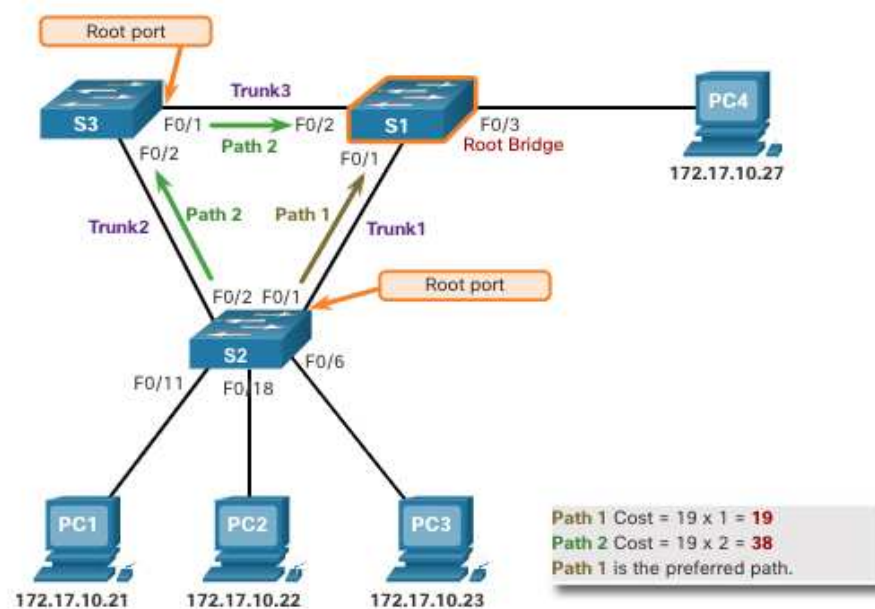 Root port
Trunk3
S3
F0/1
F0/2
S1
F0/3
PC4
Path 2
Root Bridge
F0/2
F0/1
172.17.10.27
Path 2
Path 1
Trunk2
Trunk1
F0/2
F0/1
Root port
S2
F0/6
F0/11
F0/18
PC1
PC2
PC3
172.17.10.21
172.17.10.22
172.17.10.23
Path 1 Cost = 19 x 1 = 19
Path 2 Cost = 19 x 2 = 38
Path 1 is the preferred path.